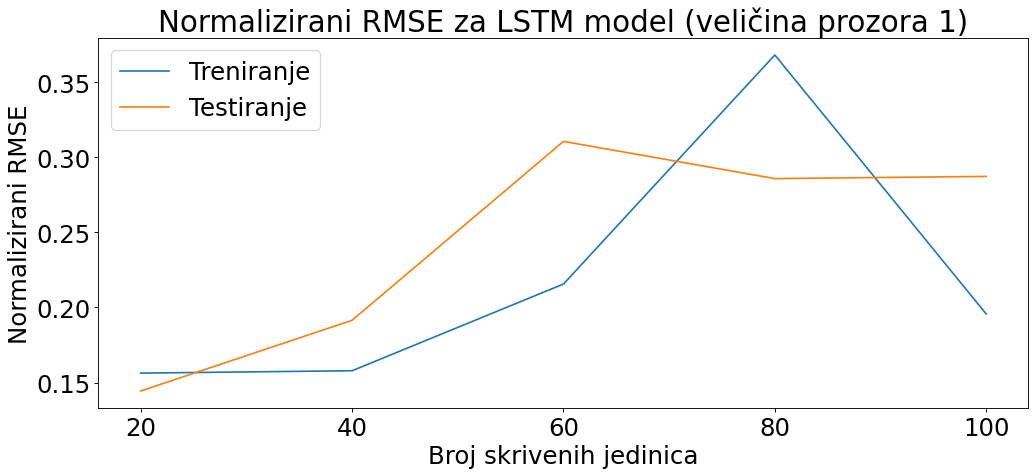 Normalizirani RMSE za LSTM model (veličina prozora 1)
Treniranje
Testiranje
Normalizirani RMSE
0.35
0.30
0.25
0.20
0.15
20 40 60 80 100
Broj skrivenih jedinica